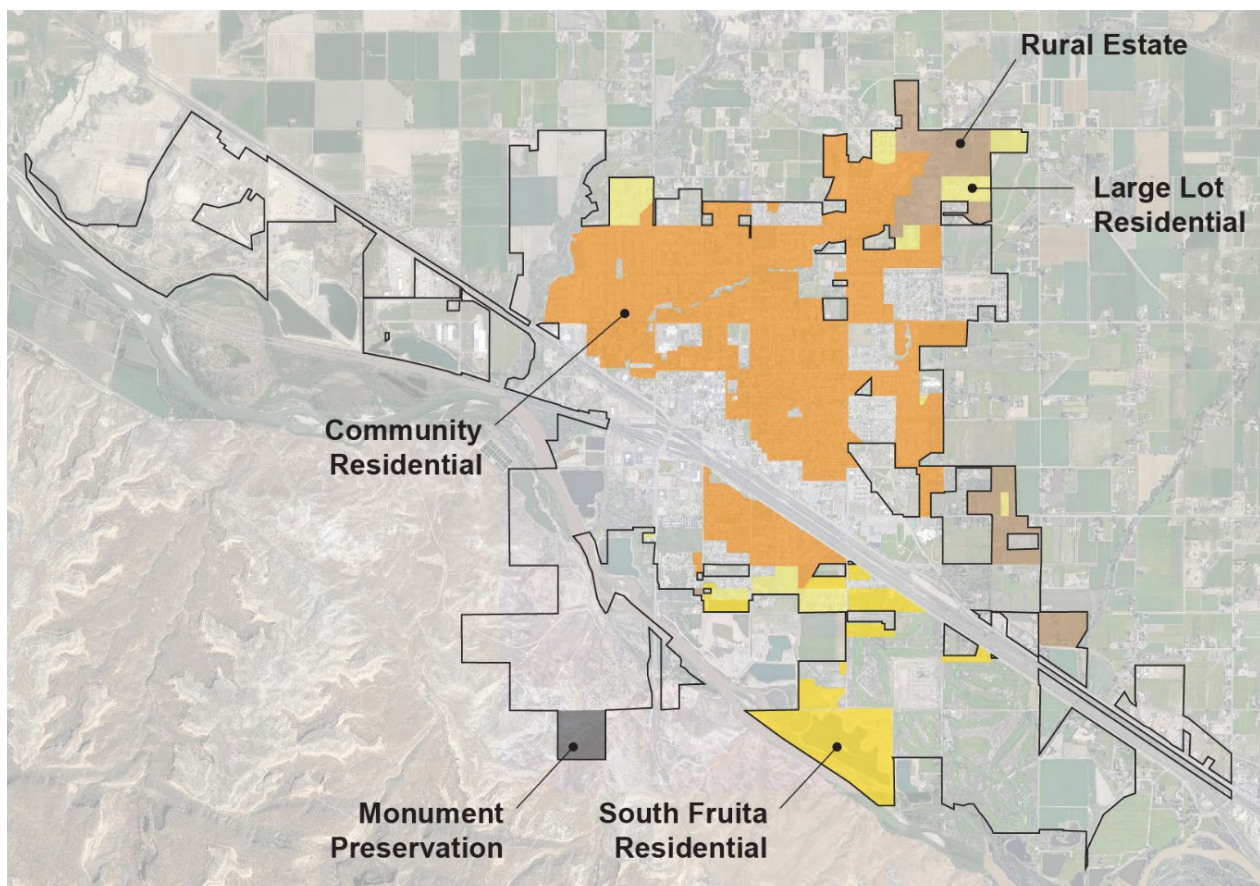 Rural Estate
Large Lot
Residential
Community
Residential
Monument
Preservation
South Fruita
Residential